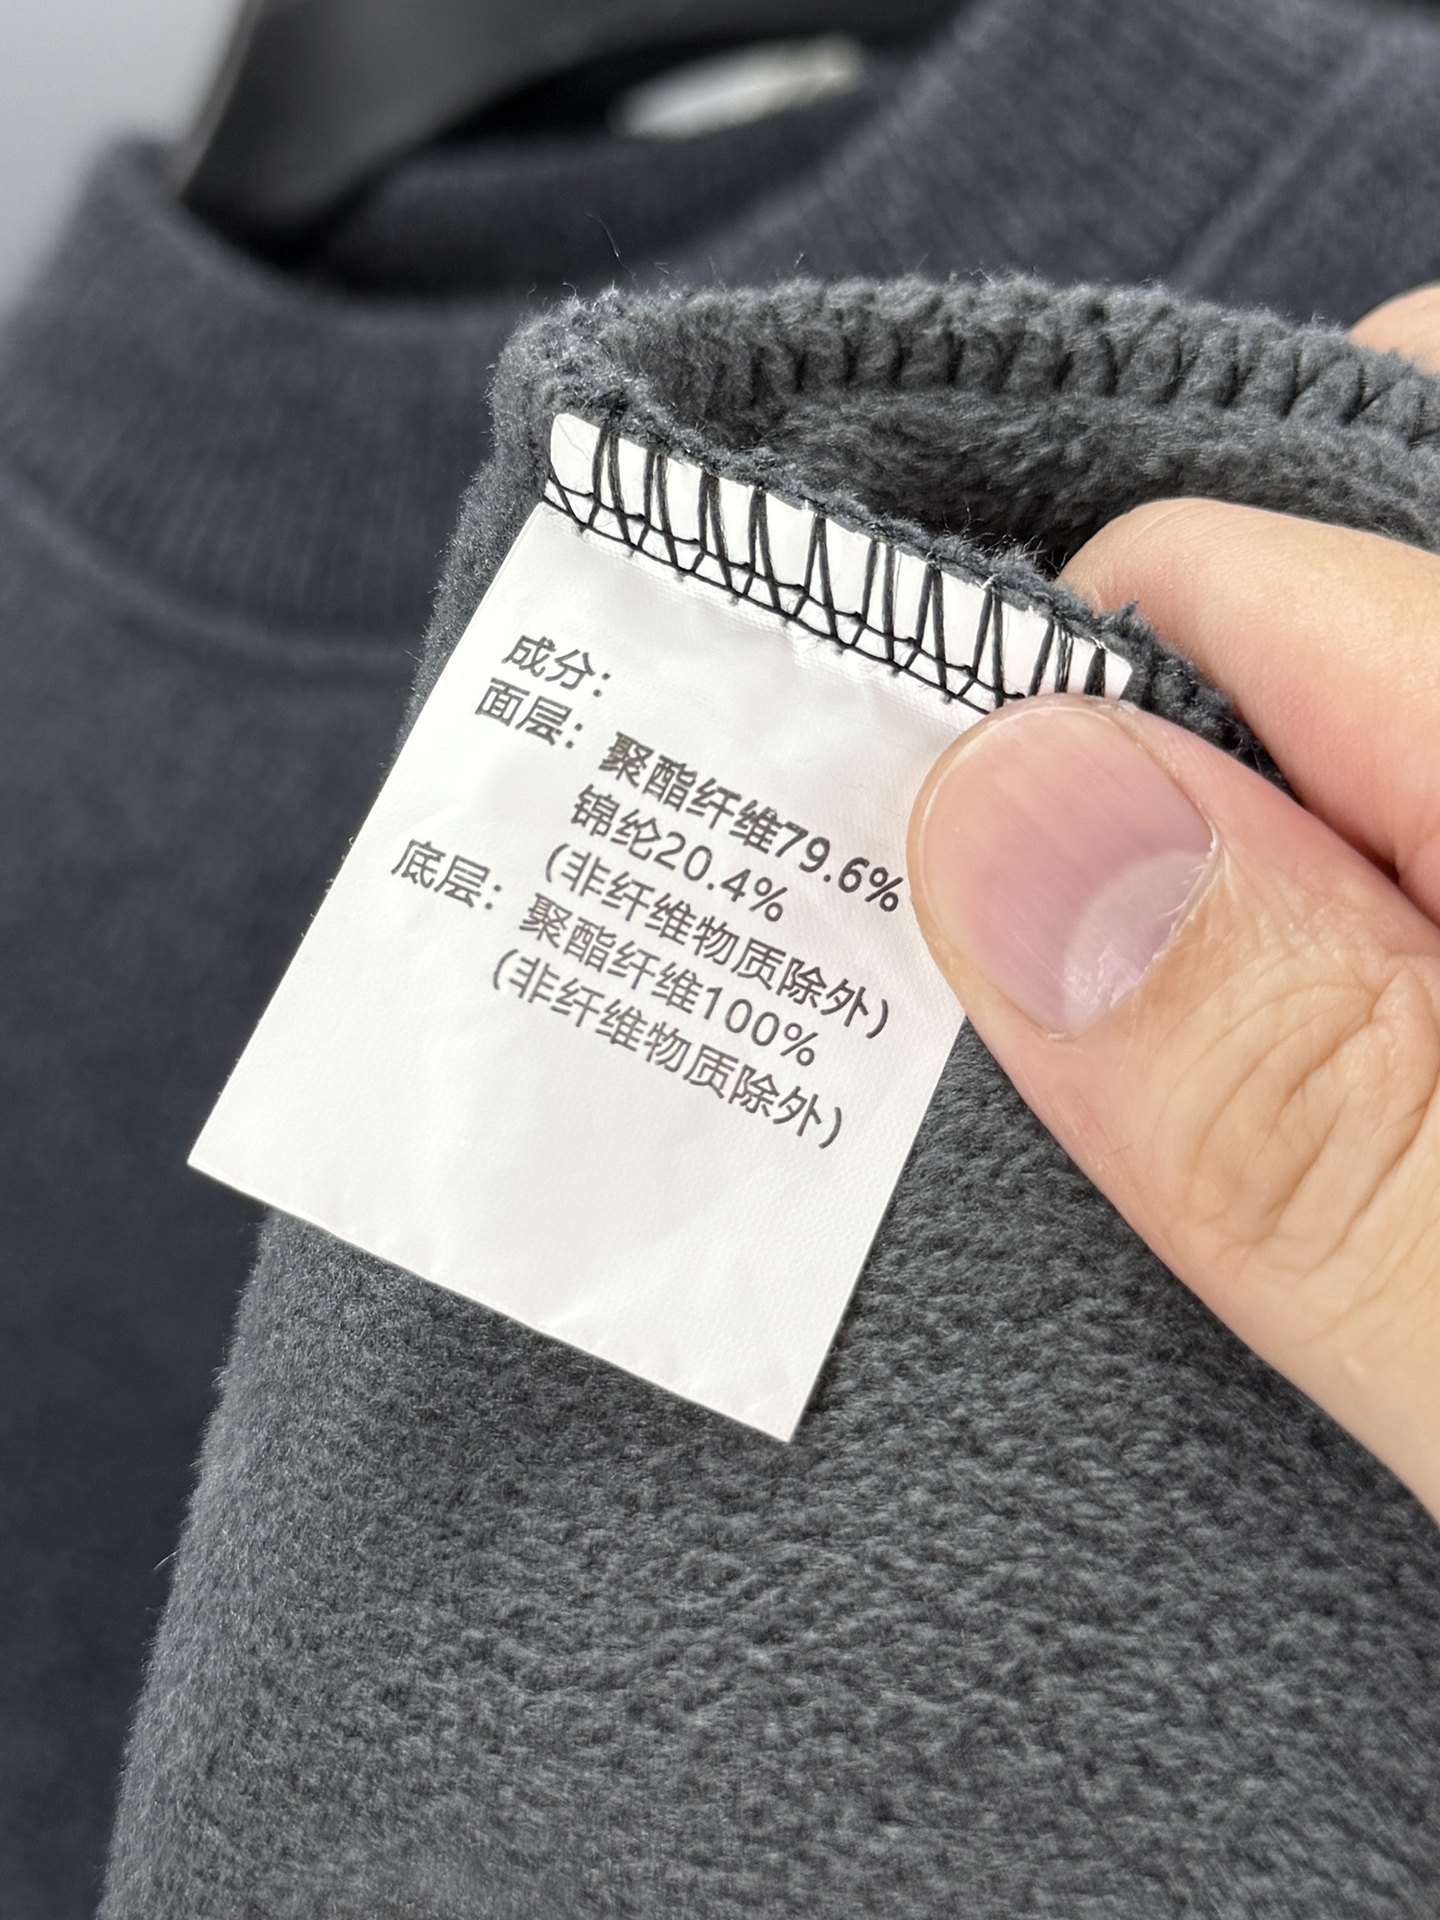 成分：
面层：聚酯纤维79.6%
锦纶20.4%
(非纤维物质除外)
底层：聚酯纤维100%
(非纤维物质除外)